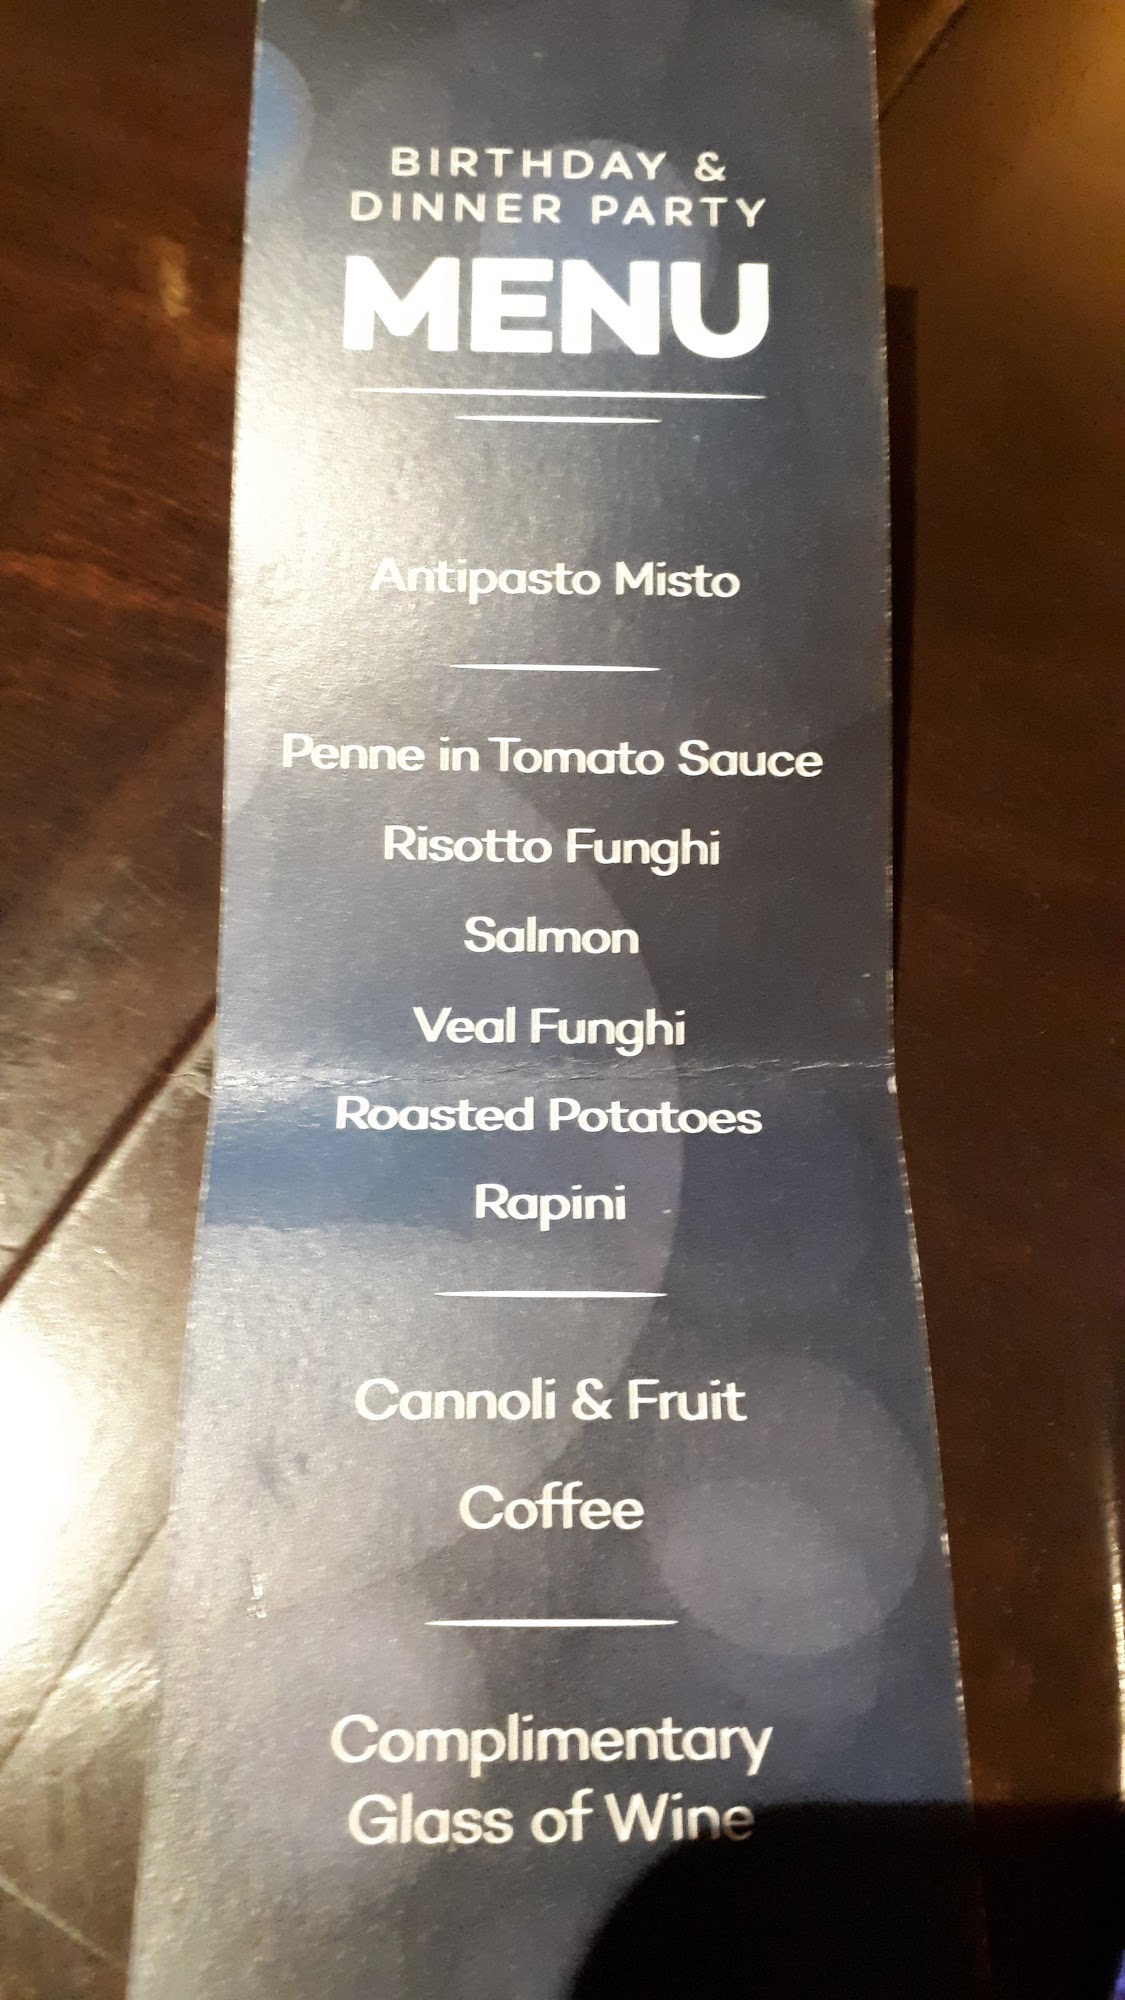 BIRTHDAY &
DINNER PARTY
MENU
Antipasto Misto
Penne in Tomato Sauce
Risotto Funghi
Salmon
Veal Funghi
Roasted Potatoes
Rapini
Cannoli & Fruit
Coffee
Complimentary
Glass of Wine